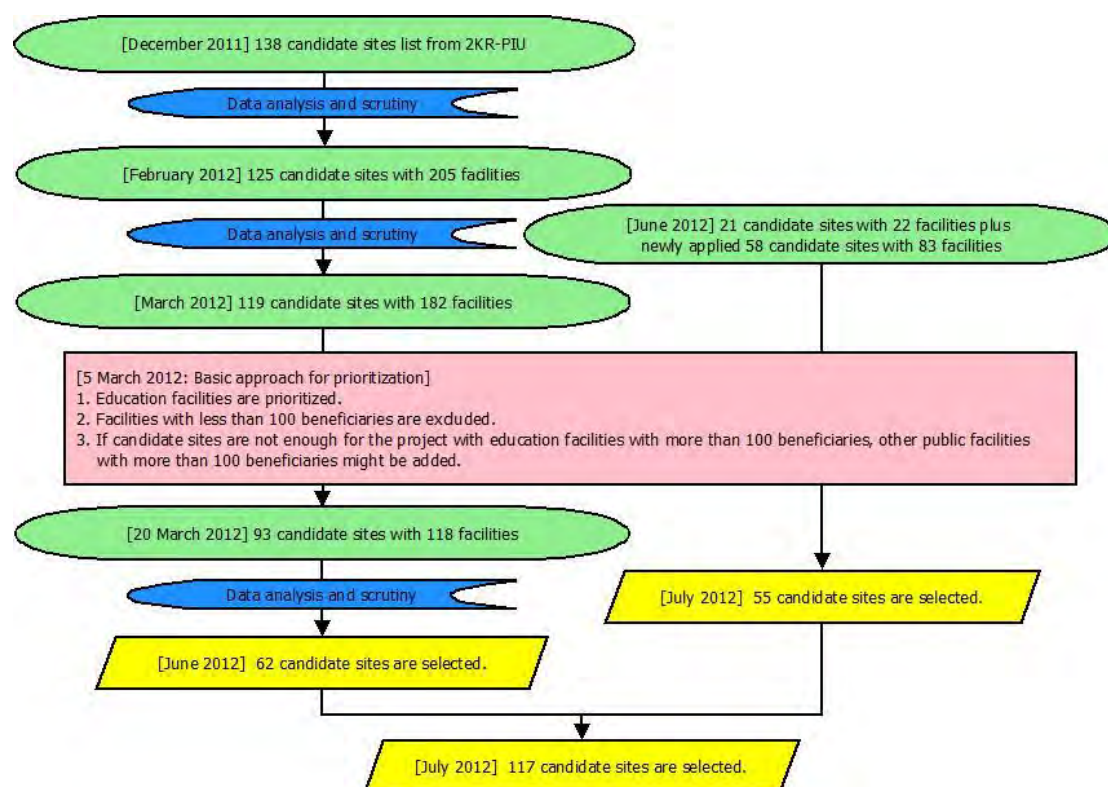 [December 2011] 138 candidate sites list from 2KR-PIU
Data analysis and scrutiny
[February 2012] 125 candidate sites with 205 facilities
Data analysis and scrutiny
[June 2012] 21 candidate sites with 22 facilities plus
newly applied 58 candidate sites with 83 facilities
[March 2012] 119 candidate sites with 182 facilities
[5 March 2012: Basic approach for prioritization]
1. Education facilities are prioritized.
2. Facilities with less than 100 beneficiaries are excluded.
3. If candidate sites are not enough for the project with education facilities with more than 100 beneficiaries, other public facilities
with more than 100 beneficiaries might be added.
[20 March 2012] 93 candidate sites with 118 facilities
Data analysis and scrutiny
[July 2012] 55 candidate sites are selected.
[June 2012] 62 candidate sites are selected.
[July 2012] 117 candidate sites are selected.